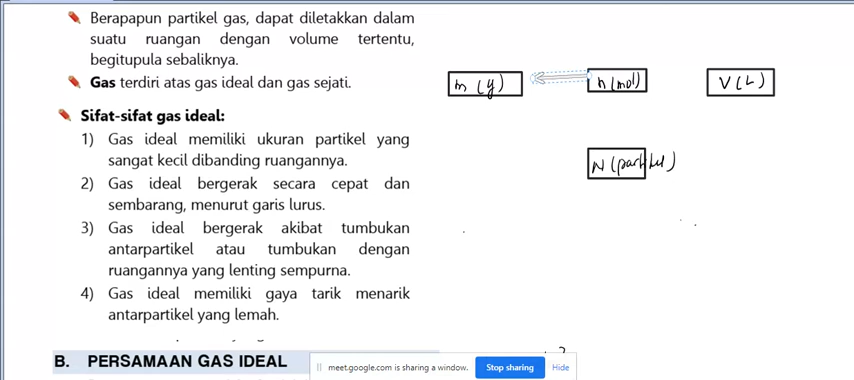 Berapapun partikel gas, dapat diletakkan dalam
suatu ruangan dengan volume tertentu,
begitupula sebaliknya.
Gas terdiri atas gas ideal dan gas sejati.
m (g)
n (mol)
V (L)
Sifat-sifat gas ideal:
1) Gas ideal memiliki ukuran partikel yang
sangat kecil dibanding ruangannya.
N (partikel)
2) Gas ideal bergerak secara cepat dan
sembarang, menurut garis lurus.
3) Gas ideal bergerak akibat tumbukan
antarpartikel atau tumbukan dengan
ruangannya yang lenting sempurna.
4) Gas ideal memiliki gaya tarik menarik
antarpartikel yang lemah.
B. PERSAMAAN GAS IDEAL
meet.google.com is sharing a window.
Stop sharing
Hide